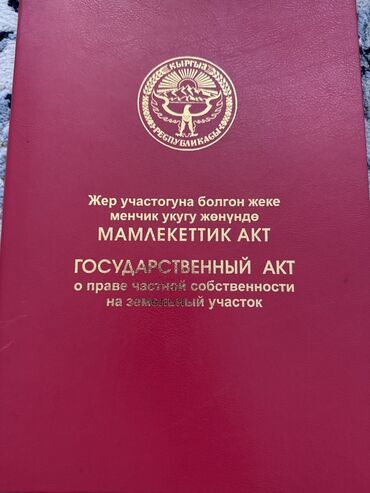 КЫРГЫЗ
РЕСПУБЛИКАСЫ
Жер участогуна болгон жеке
менчик укугу жөнүндө
МАМЛЕКЕТТИК АКТ
ГОСУДАРСТВЕННЫЙ АКТ
о праве частной собственности
на земельный участок